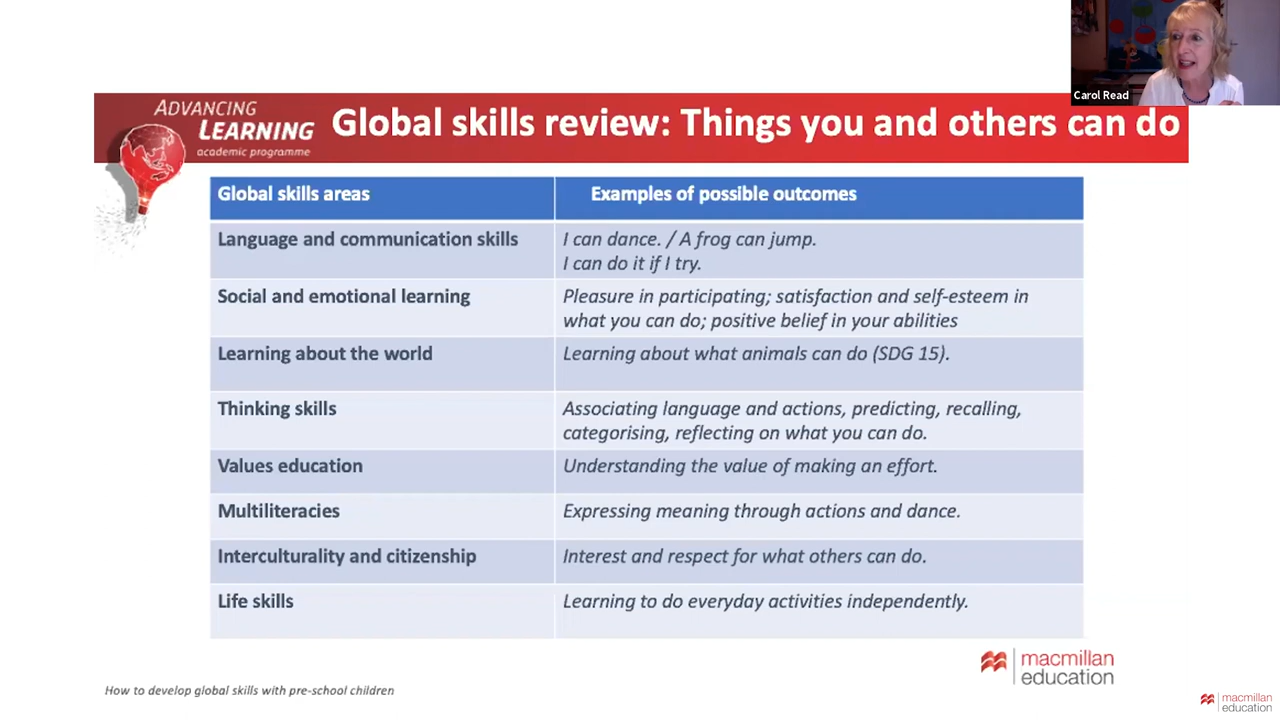 Carol Read
ADVANCING
LEARNING
academic programme
Global skills review: Things you and others can do
Global skills areas
Examples of possible outcomes
Language and communication skills
I can dance. / A frog can jump.
I can do it if I try.
Social and emotional learning
Pleasure in participating; satisfaction and self-esteem in
what you can do; positive belief in your abilities
Learning about the world
Learning about what animals can do (SDG 15).
Thinking skills
Associating language and actions, predicting, recalling,
categorising, reflecting on what you can do.
Values education
Understanding the value of making an effort.
Multiliteracies
Expressing meaning through actions and dance.
Interculturality and citizenship
Interest and respect for what others can do.
Life skills
Learning to do everyday activities independently.
macmillan
education
How to develop global skills with pre-school children
macmillan
education